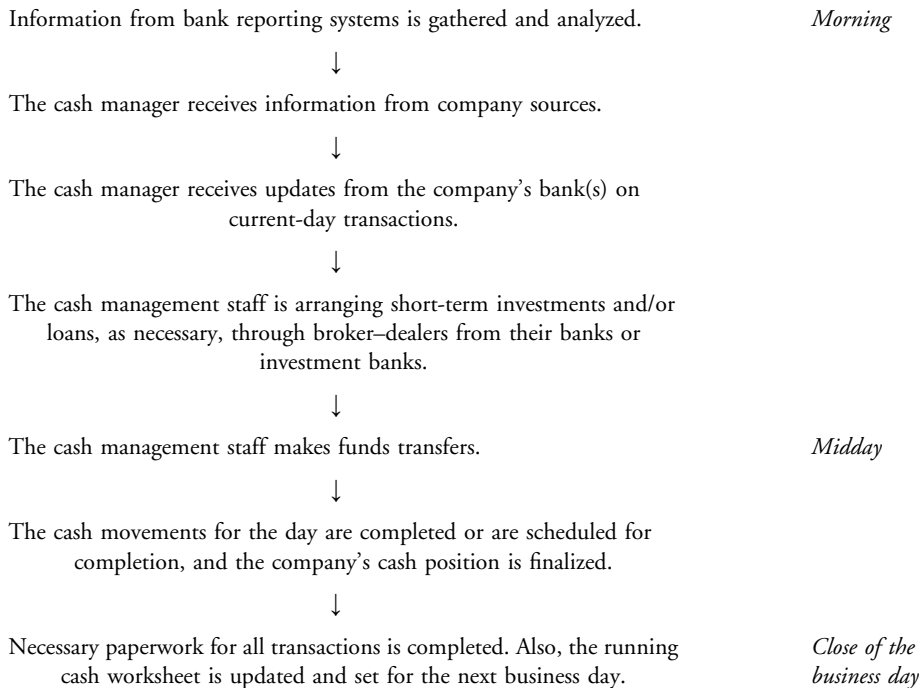 Information from bank reporting systems is gathered and analyzed. Morning
↓
The cash manager receives information from company sources.
↓
The cash manager receives updates from the company’s bank(s) on
current-day transactions.
↓
The cash management staff is arranging short-term investments and/or
loans, as necessary, through broker–dealers from their banks or
investment banks.
↓
The cash management staff makes funds transfers. Midday
↓
The cash movements for the day are completed or are scheduled for
completion, and the company’s cash position is finalized.
↓
Necessary paperwork for all transactions is completed. Also, the running Close of the
cash worksheet is updated and set for the next business day. business day